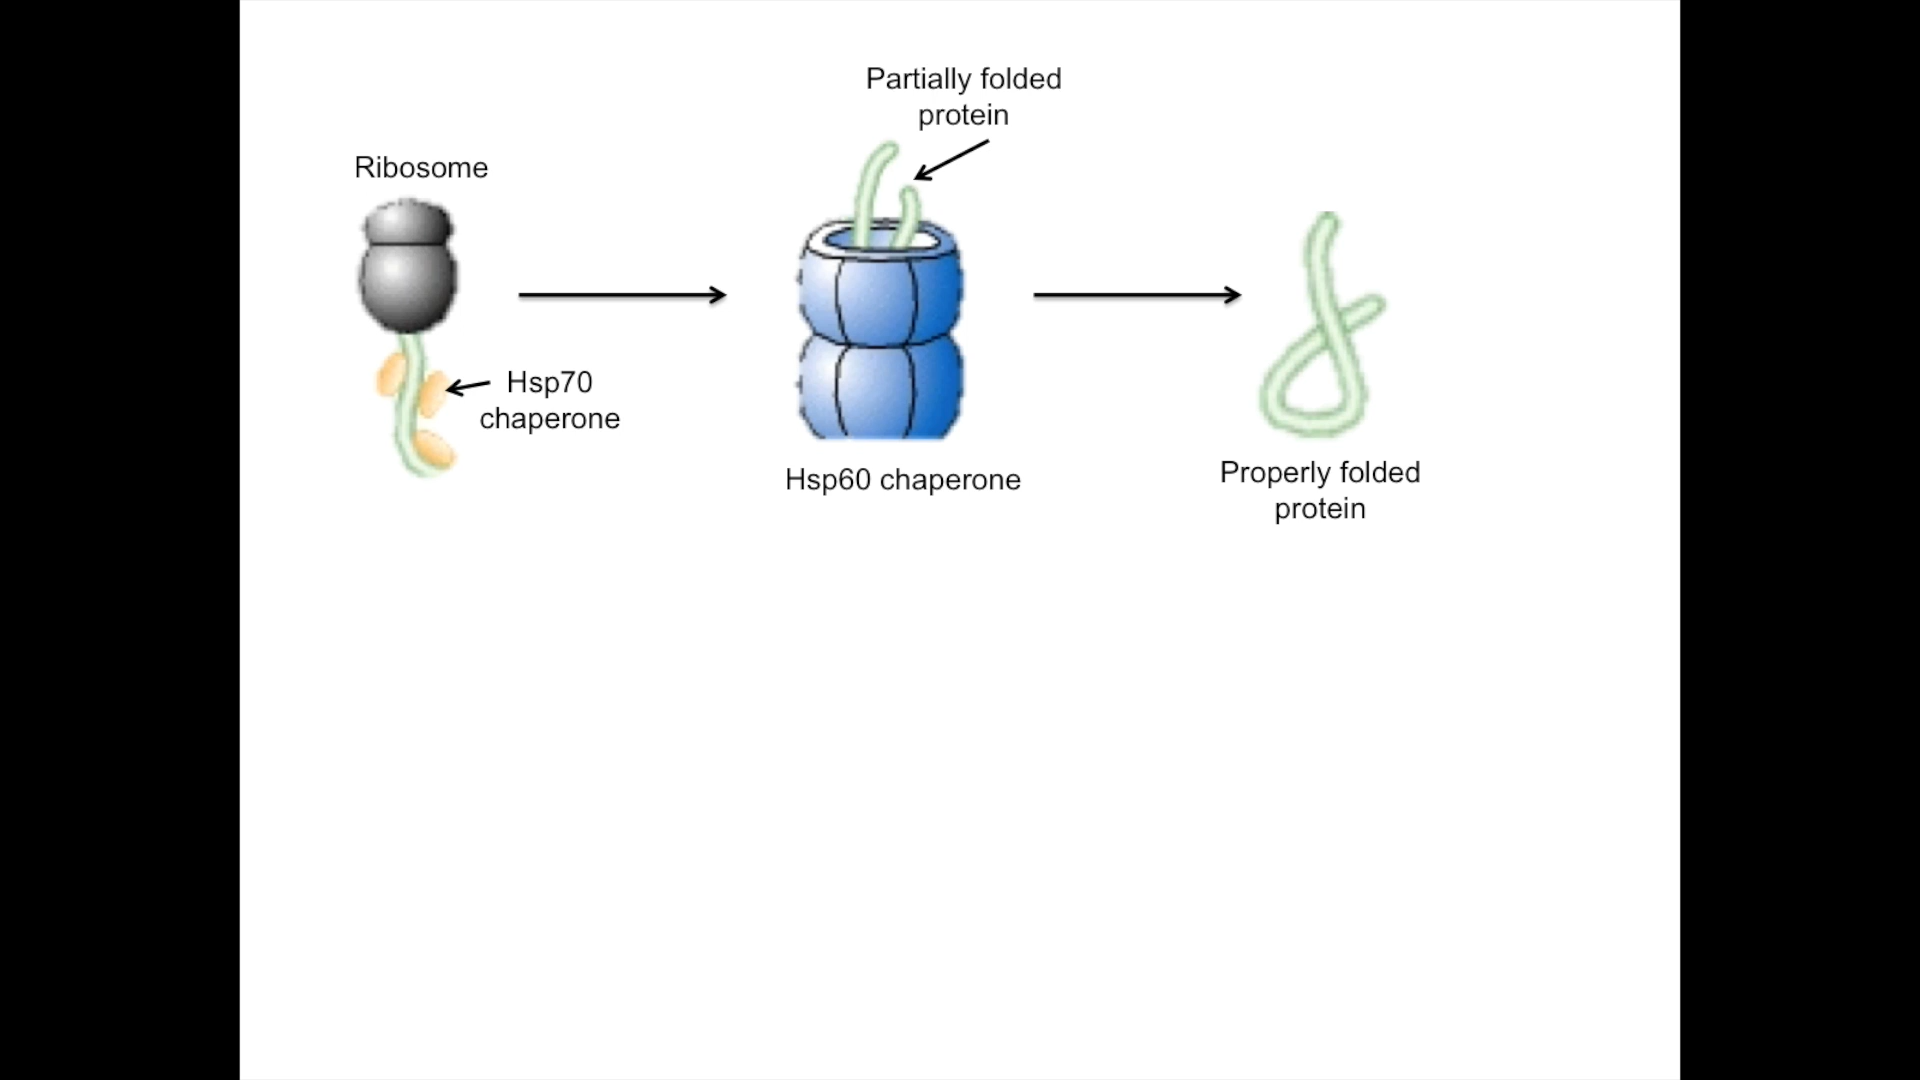 Partially folded
protein
Ribosome
Hsp70
chaperone
Hsp60 chaperone
Properly folded
protein